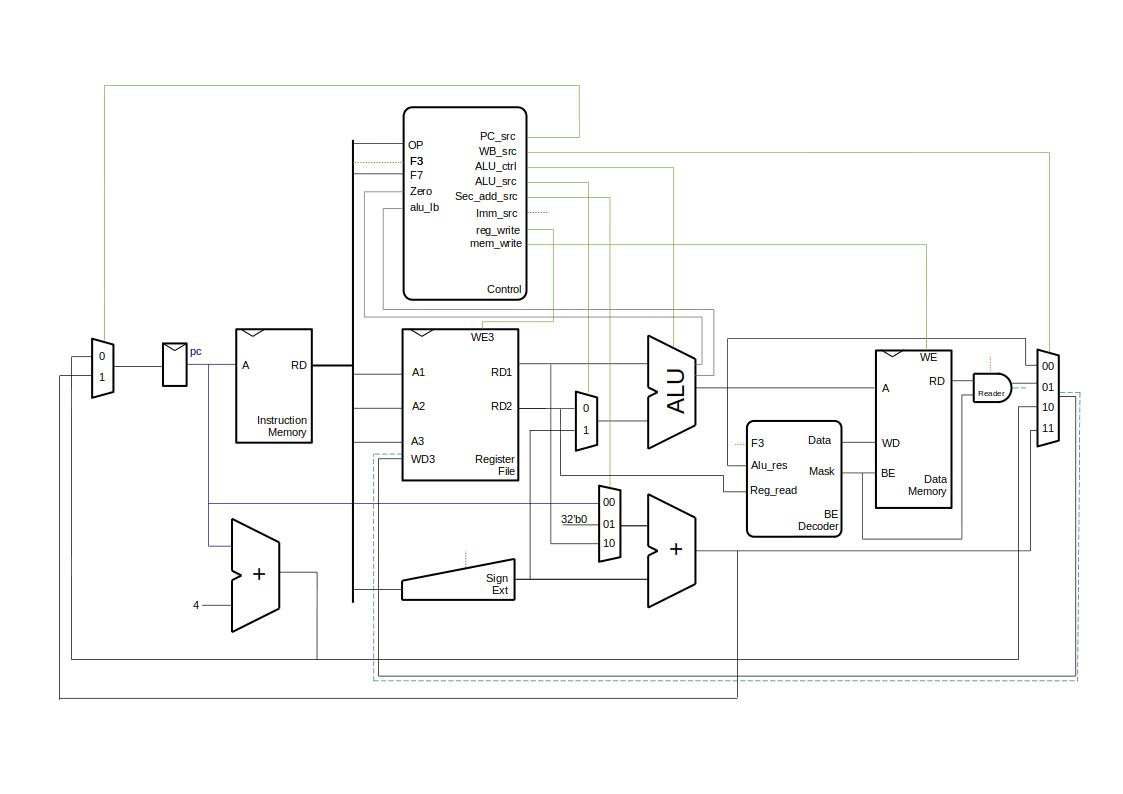 OP
F3
F7
Zero
alu_lb
PC_src
WB_src
ALU_ctrl
ALU_src
Sec_add_src
Imm_src
reg_write
mem_write
Control
0
1
pc
A
RD
Instruction
Memory
WE3
A1
A2
A3
WD3
RD1
RD2
Register
File
0
1
ALU
00
01
10
32'b0
Sign
Ext
+
+
4
F3
Alu_res
Reg_read
Data
Mask
BE
Decoder
WE
A
WD
BE
RD
Data
Memory
Reader
00
01
10
11